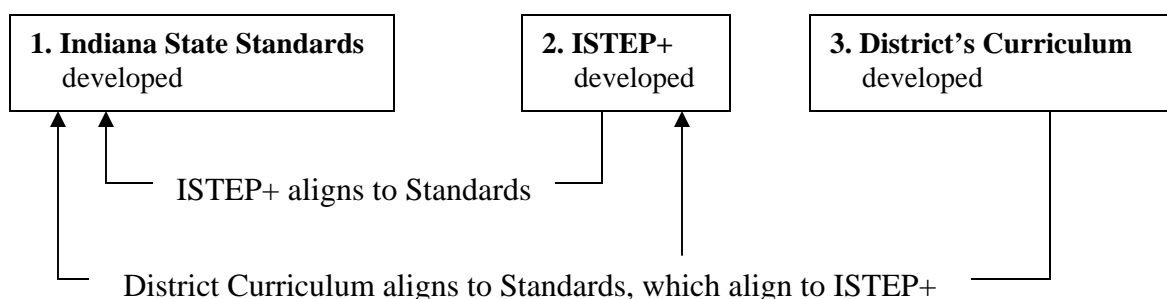 1. Indiana State Standards
developed
2. ISTEP+
developed
3. District's Curriculum
developed
ISTEP+ aligns to Standards
District Curriculum aligns to Standards, which align to ISTEP+